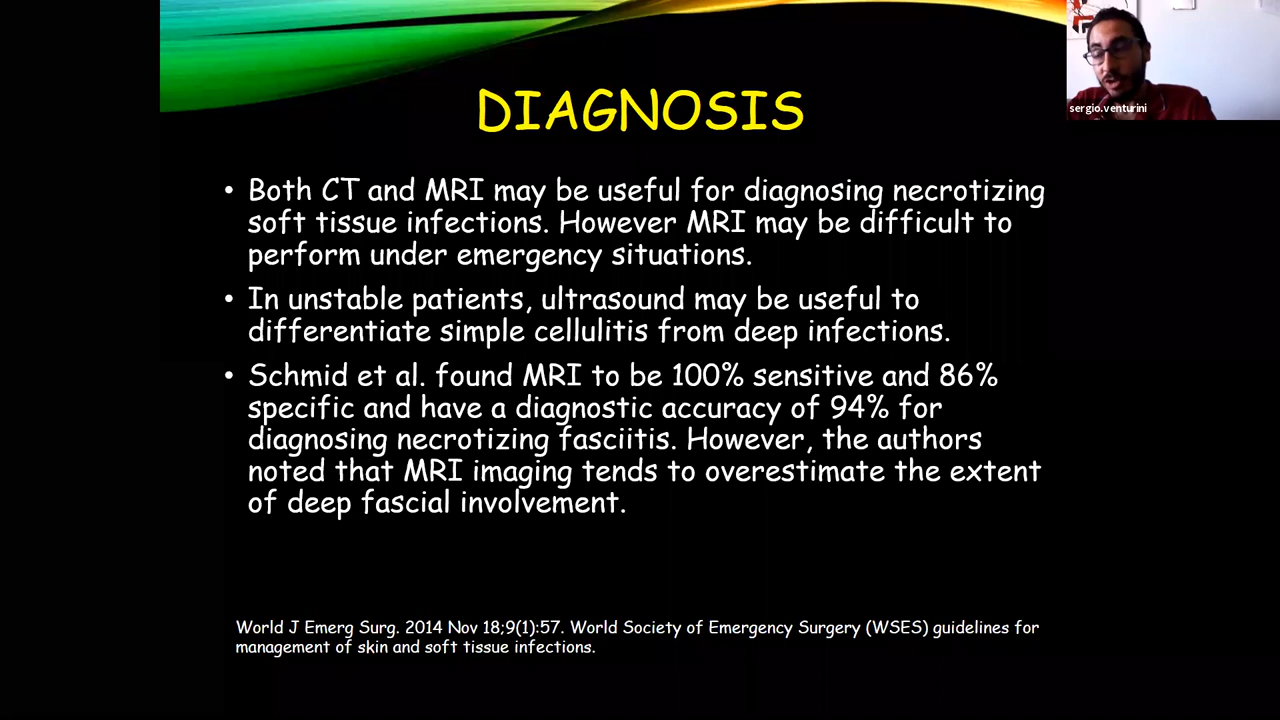 DIAGNOSIS
sergio.venturini
• Both CT and MRI may be useful for diagnosing necrotizing
soft tissue infections. However MRI may be difficult to
perform under emergency situations.
• In unstable patients, ultrasound may be useful to
differentiate simple cellulitis from deep infections.
• Schmid et al. found MRI to be 100% sensitive and 86%
specific and have a diagnostic accuracy of 94% for
diagnosing necrotizing fasciitis. However, the authors
noted that MRI imaging tends to overestimate the extent
of deep fascial involvement.
World J Emerg Surg. 2014 Nov 18;9(1):57. World Society of Emergency Surgery (WSES) guidelines for
management of skin and soft tissue infections.